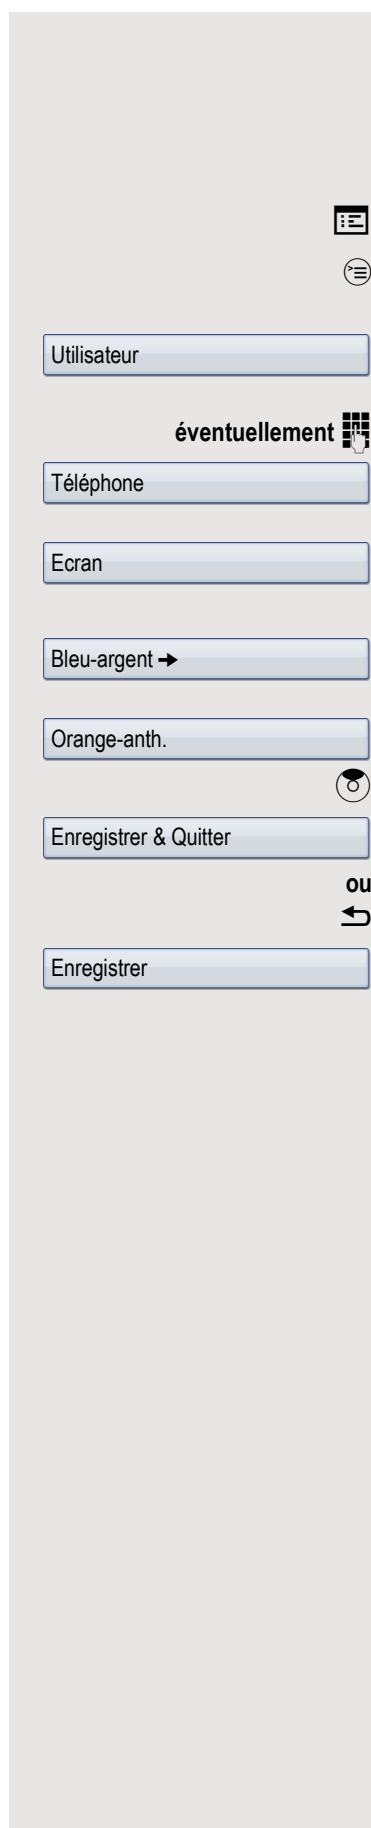 Utilisateur
éventuellement
Téléphone
Ecran
Bleu-argent →
Orange-anth.
Enregistrer & Quitter
ou
Enregistrer